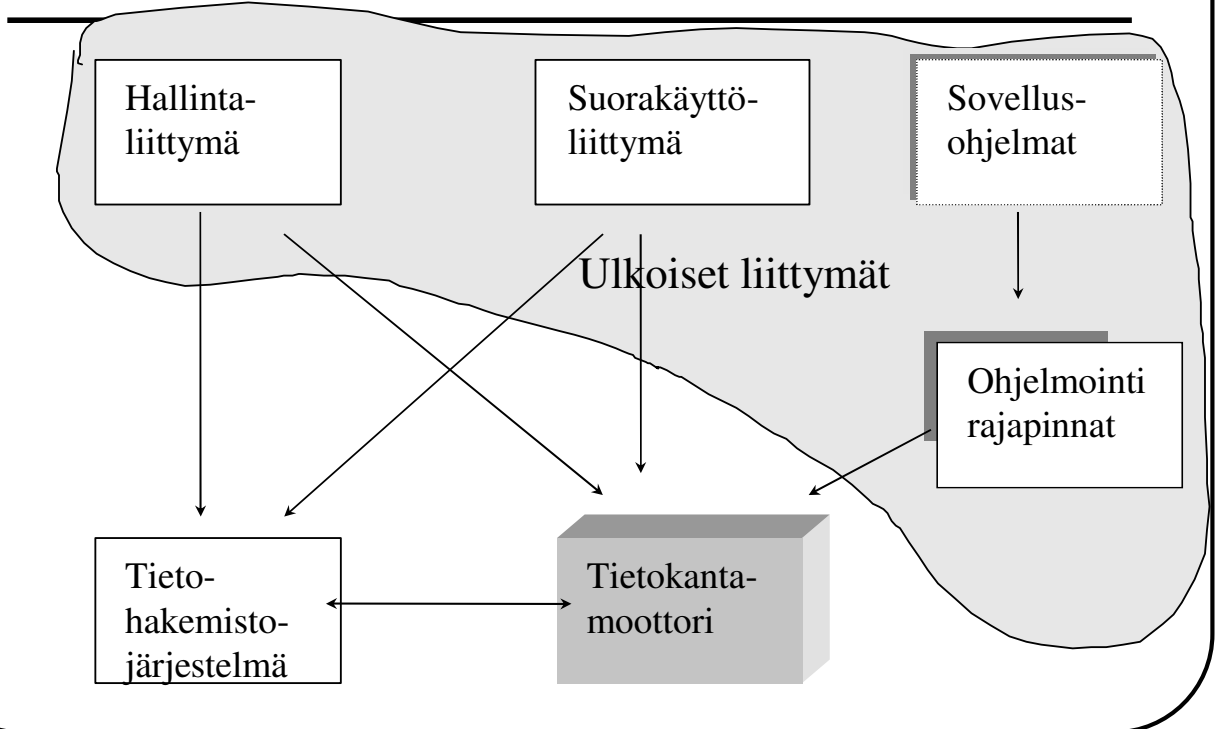 Hallinta-
liittymä
Suorakäyttö-
liittymä
Sovellus-
ohjelmat
Ulkoiset liittymät
Ohjelmointi
rajapinnat
Tieto-
hakemisto-
järjestelmä
Tietokanta-
moottori